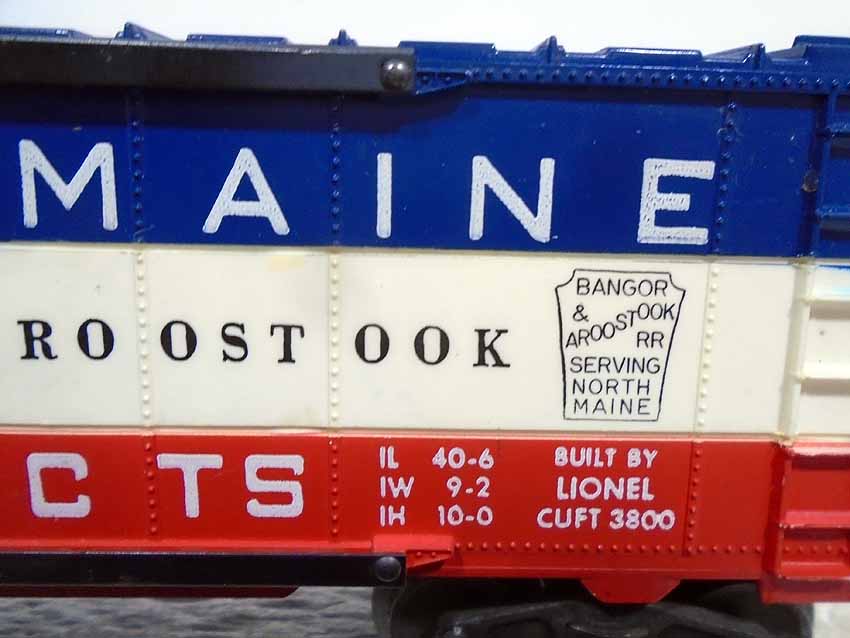 MAINE
ROOSTOOK
BANGOR
& AROOSTOOK
RR
SERVING
NORTH
MAINE
CTS
IL 40-6
IW 9-2
IH 10-0
BUILT BY
LIONEL
CUFT 3800